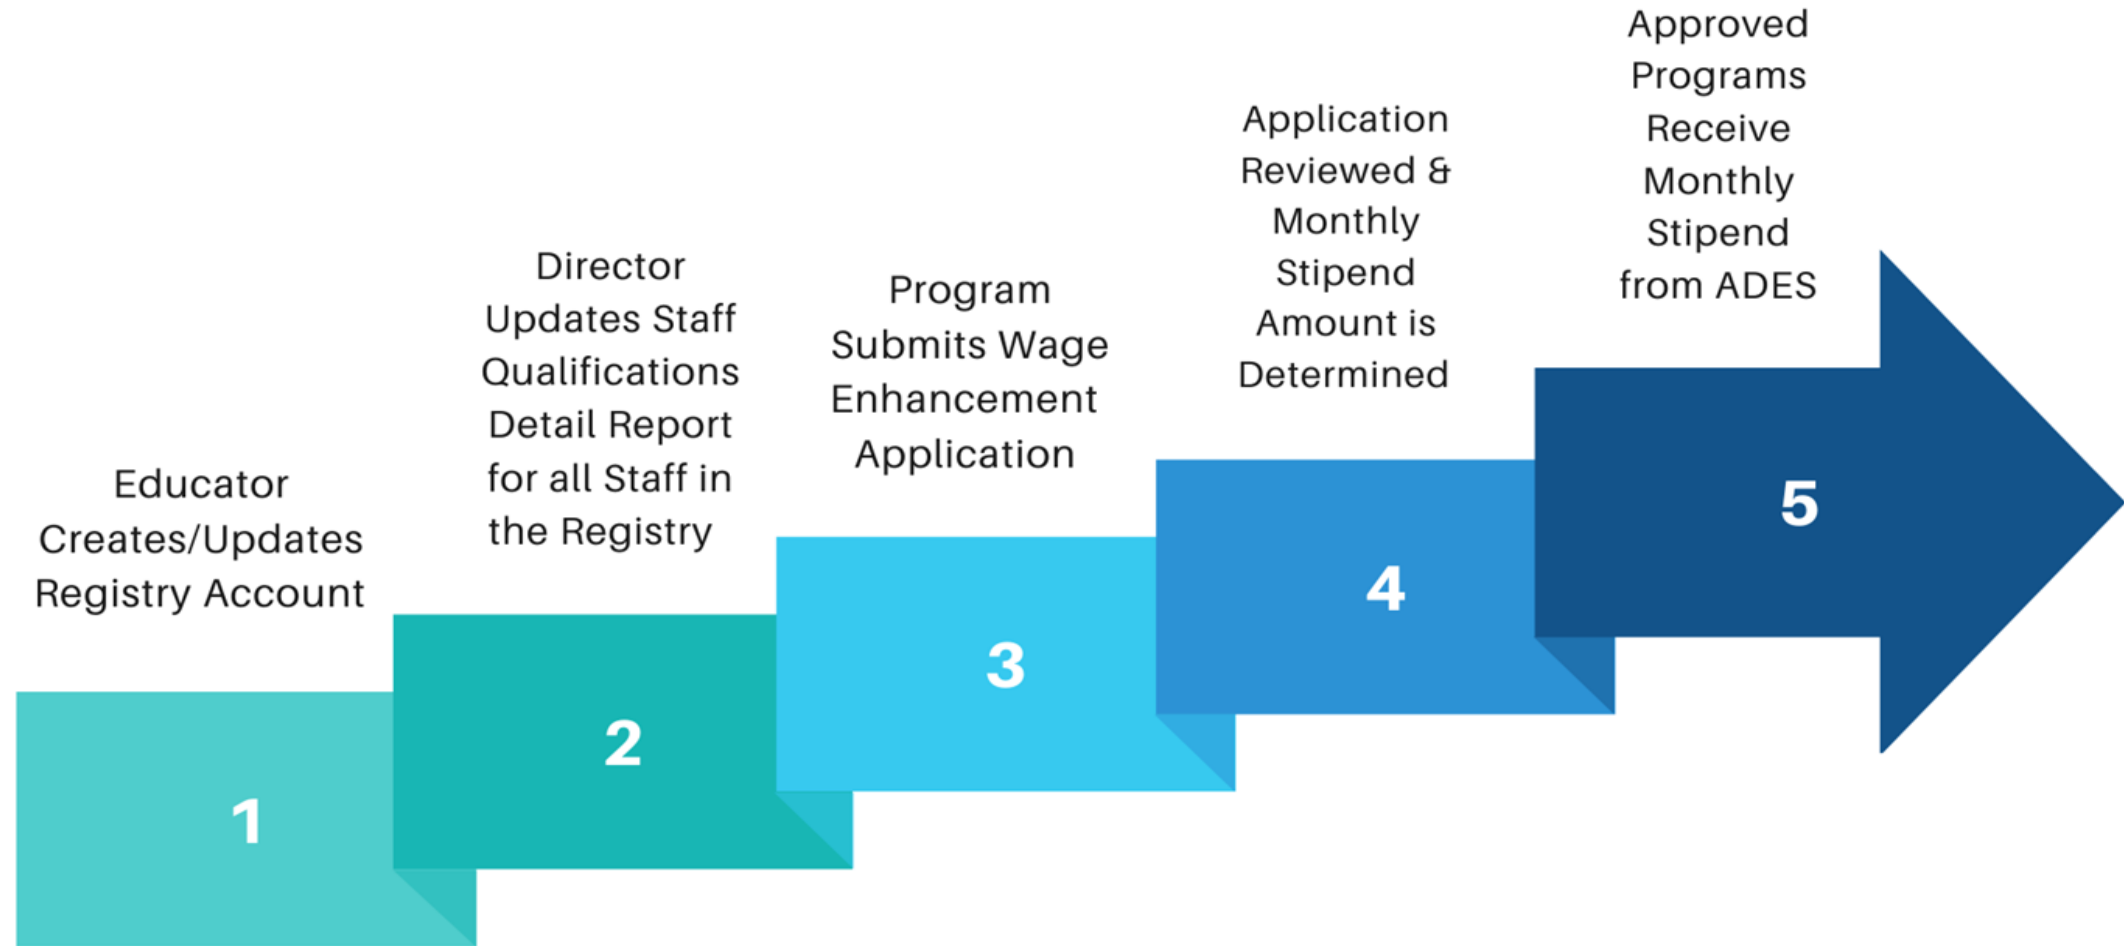 Educator
Creates/Updates
Registry Account
1
Director
Updates Staff
Qualifications
Detail Report
for all Staff in
the Registry
2
Program
Submits Wage
Enhancement
Application
3
Application
Reviewed &
Monthly
Stipend
Amount is
Determined
4
Approved
Programs
Receive
Monthly
Stipend
from ADES
5